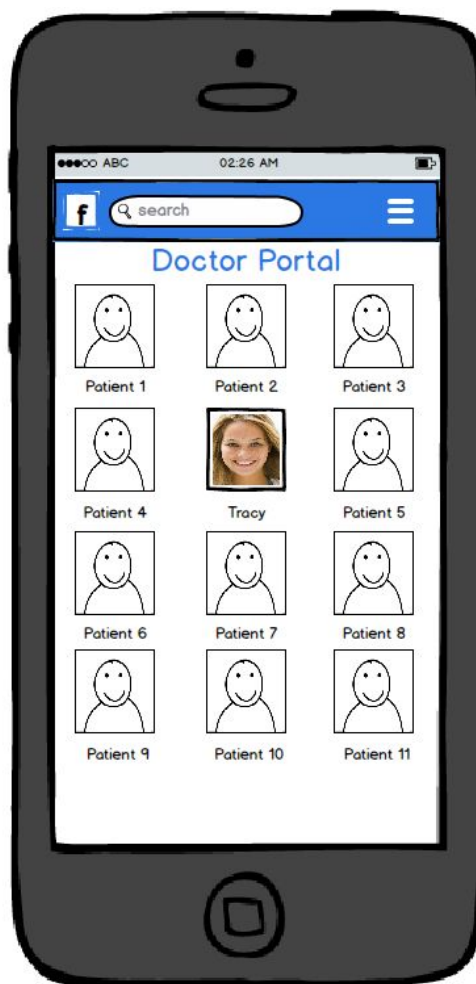 ABC 02:26 AM
f search
Doctor Portal
Patient 1 Patient 2 Patient 3
Patient 4 Tracy Patient 5
Patient 6 Patient 7 Patient 8
Patient 9 Patient 10 Patient 11